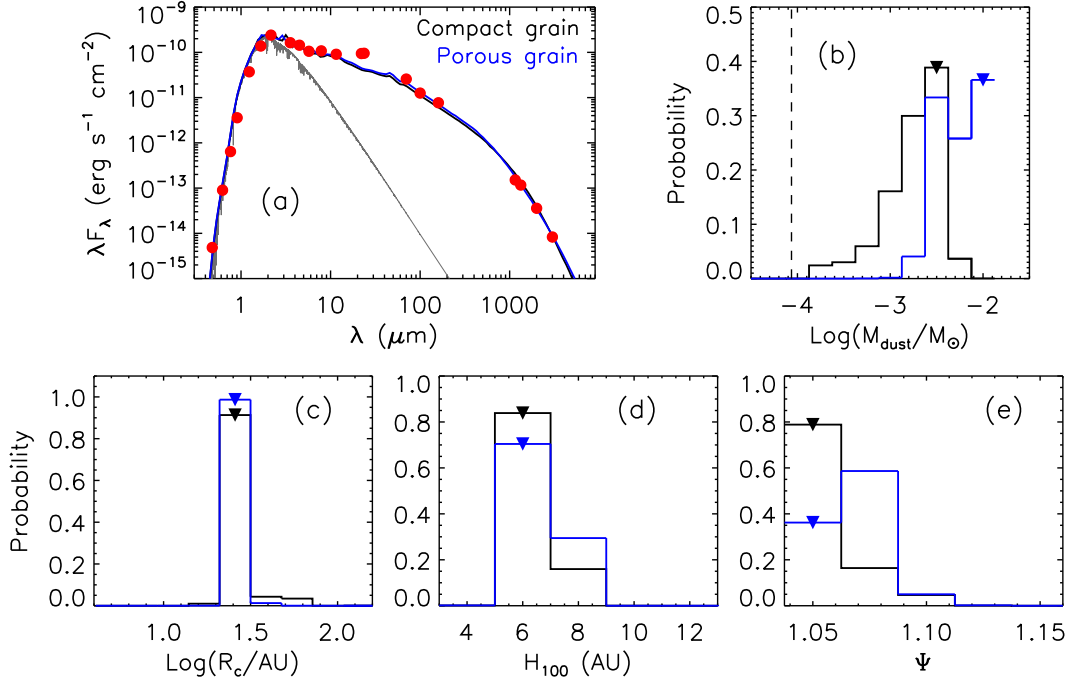 Compact grain
Porous grain
(a)
λF_λ (erg s⁻¹ cm⁻²)
10⁻⁹
10⁻¹⁰
10⁻¹¹
10⁻¹²
10⁻¹³
10⁻¹⁴
10⁻¹⁵
1 10 100 1000
λ (μm)
(b)
Probability
0.5
0.4
0.3
0.2
0.1
0.0
-4 -3 -2
Log(M_dust/M_⊙)
(c)
Probability
1.0
0.8
0.6
0.4
0.2
0.0
1.0 1.5 2.0
Log(R_c/AU)
(d)
1.0
0.8
0.6
0.4
0.2
0.0
4 6 8 10 12
H_100 (AU)
(e)
1.0
0.8
0.6
0.4
0.2
0.0
1.05 1.10 1.15
Ψ